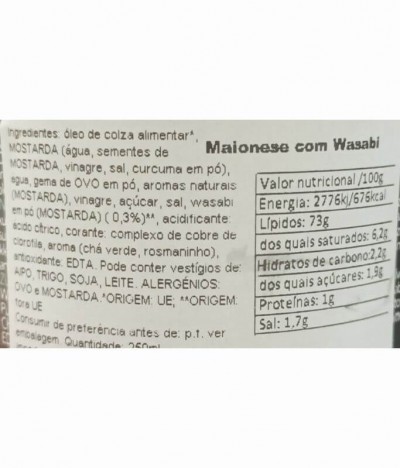 Ingredientes: óleo de colza alimentar*,
MOSTARDA (água, sementes de
MOSTARDA, vinagre, sal, curcuma em pó),
água, gema de OVO em pó, aromas naturais
(MOSTARDA), vinagre, açúcar, sal, wasabi
em pó (MOSTARDA) ( 0,3%)**, acidificante:
ácido cítrico, corante: complexo de cobre de
clorofila, aroma (chá verde, rosmaninho),
antioxidante: EDTA. Pode conter vestígios de:
AIPO, TRIGO, SOJA, LEITE. ALERGÉNIOS:
OVO e MOSTARDA.*ORIGEM: UE; **ORIGEM:
fora UE
Consumir de preferência antes de: p.f. ver
embalagem. Quantidade: 250ml
Maionese com Wasabi
Valor nutricional /100g
Energia: 2776kj/676kcal
Lípidos: 73g
dos quais saturados: 6,2g
Hidratos de carbono:2,2g
dos quais açúcares: 1,9g
Proteínas: 1g
Sal: 1,7g